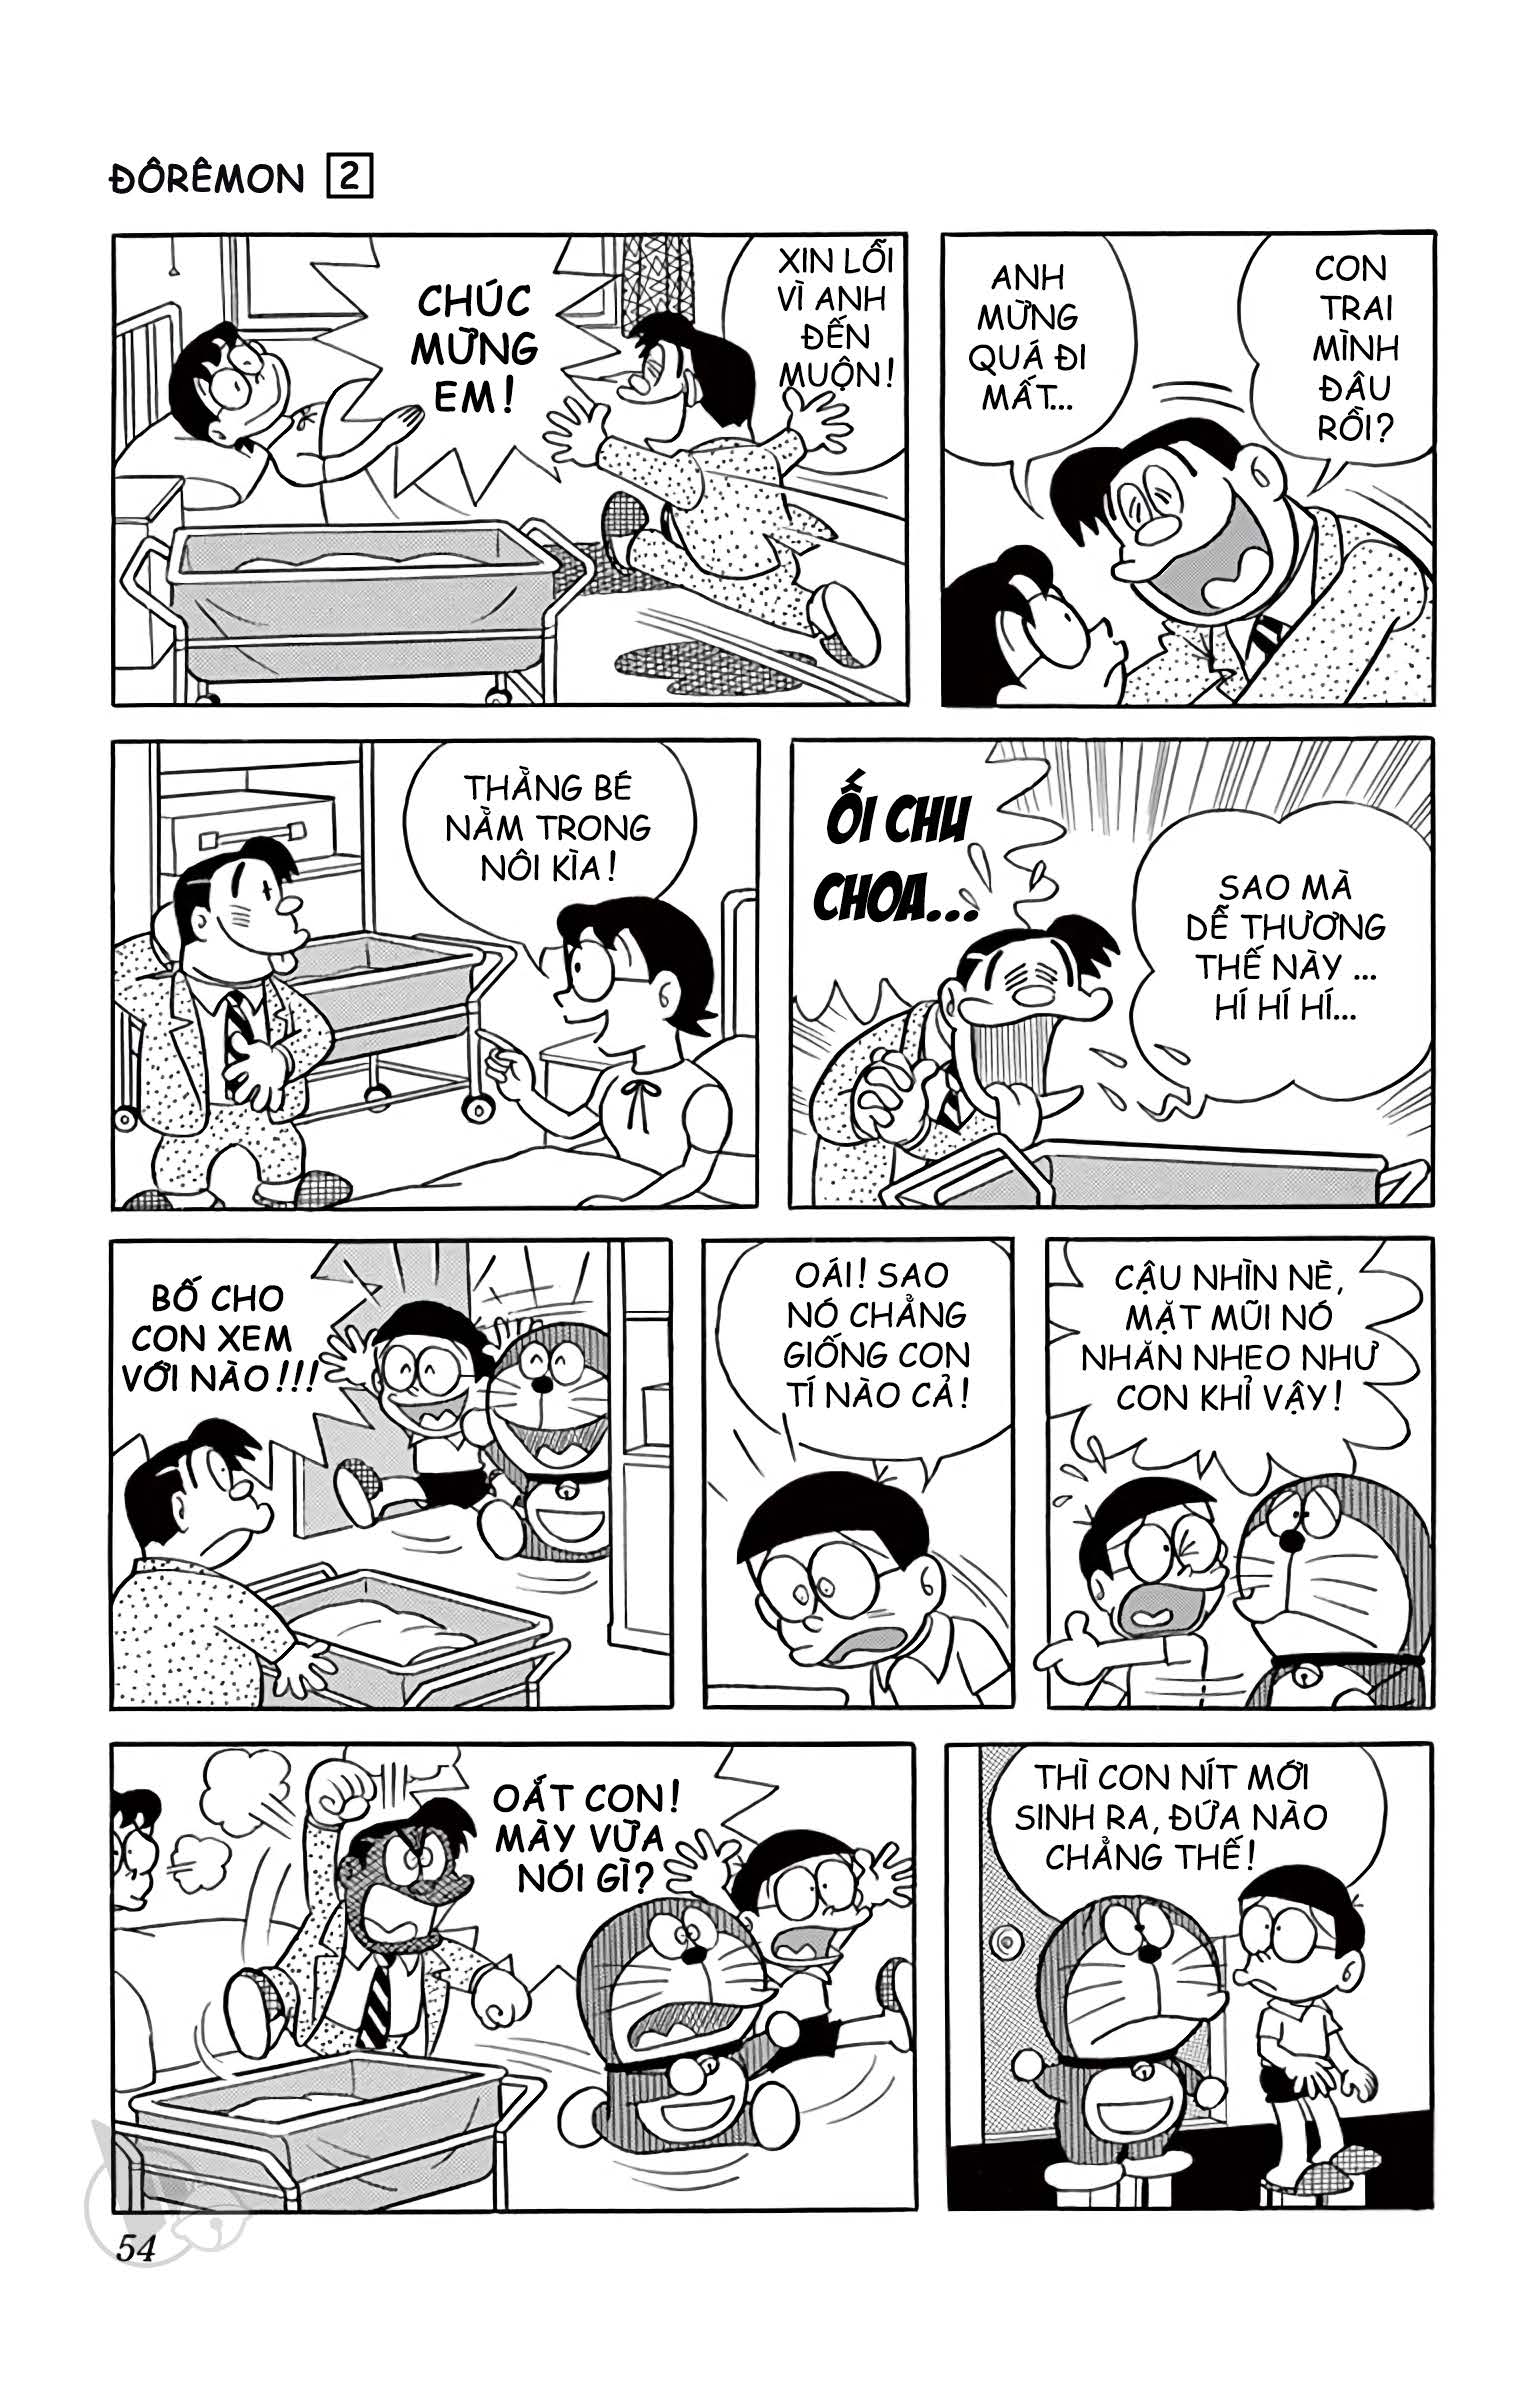 ĐÔRÊMON 2
CHÚC
MỪNG
EM!
XIN LỖI
VÌ ANH
ĐẾN
MUỘN!
ANH
MỪNG
QUÁ ĐI
MẤT...
CON
TRAI
MÌNH
ĐÂU
RỒI?
THẰNG BÉ
NẰM TRONG
NÔI KÌA!
ỐI CHU
CHOA...
SAO MÀ
DỄ THƯƠNG
THẾ NÀY ...
HÍ HÍ HÍ...
BỐ CHO
CON XEM
VỚI NÀO!!!
OÁI! SAO
NÓ CHẲNG
GIỐNG CON
TÍ NÀO CẢ!
CẬU NHÌN NÈ,
MẶT MŨI NÓ
NHĂN NHEO NHƯ
CON KHỈ VẬY!
OẮT CON!
MÀY VỪA
NÓI GÌ?
THÌ CON NÍT MỚI
SINH RA, ĐỨA NÀO
CHẲNG THẾ!
54